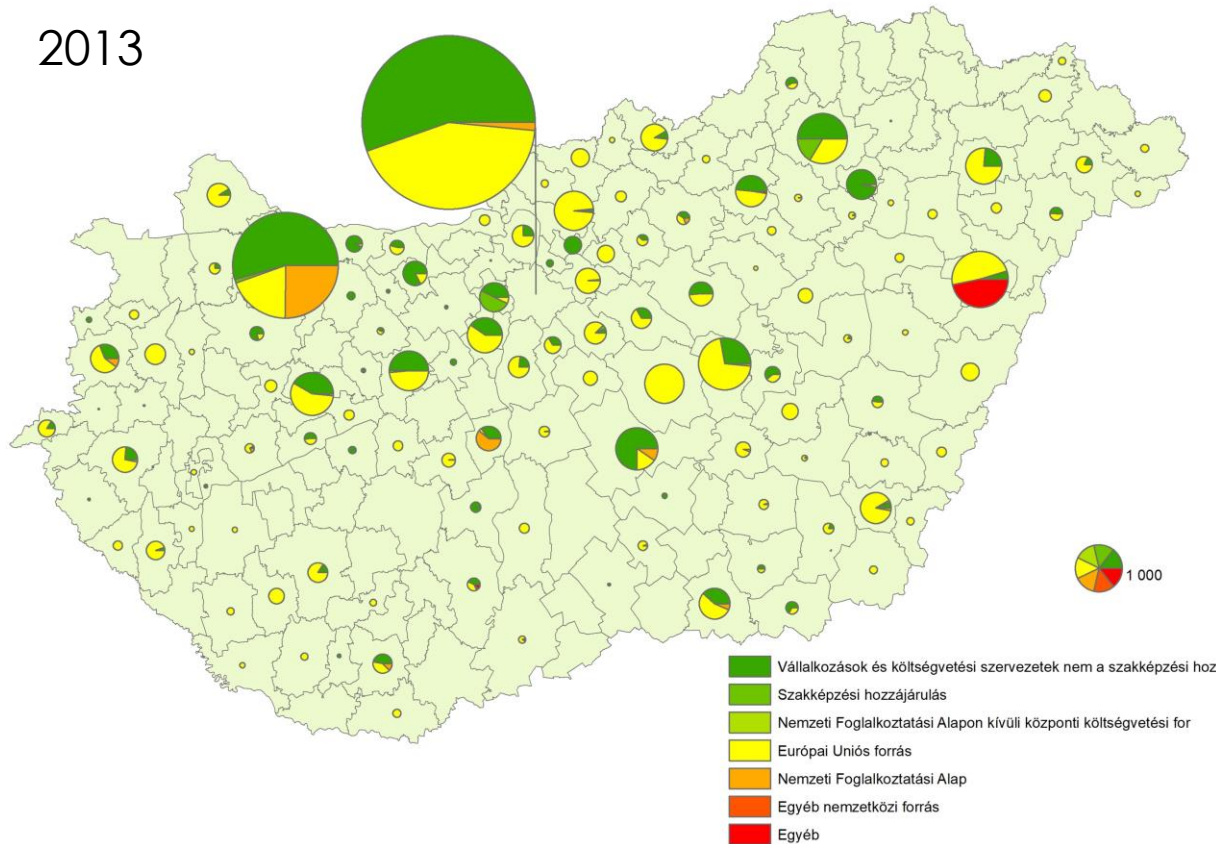 2013
1 000
Vállalkozások és költségvetési szervezetek nem a szakképzési hoz
Szakképzési hozzájárulás
Nemzeti Foglalkoztatási Alapon kívüli központi költségvetési for
Európai Uniós forrás
Nemzeti Foglalkoztatási Alap
Egyéb nemzetközi forrás
Egyéb